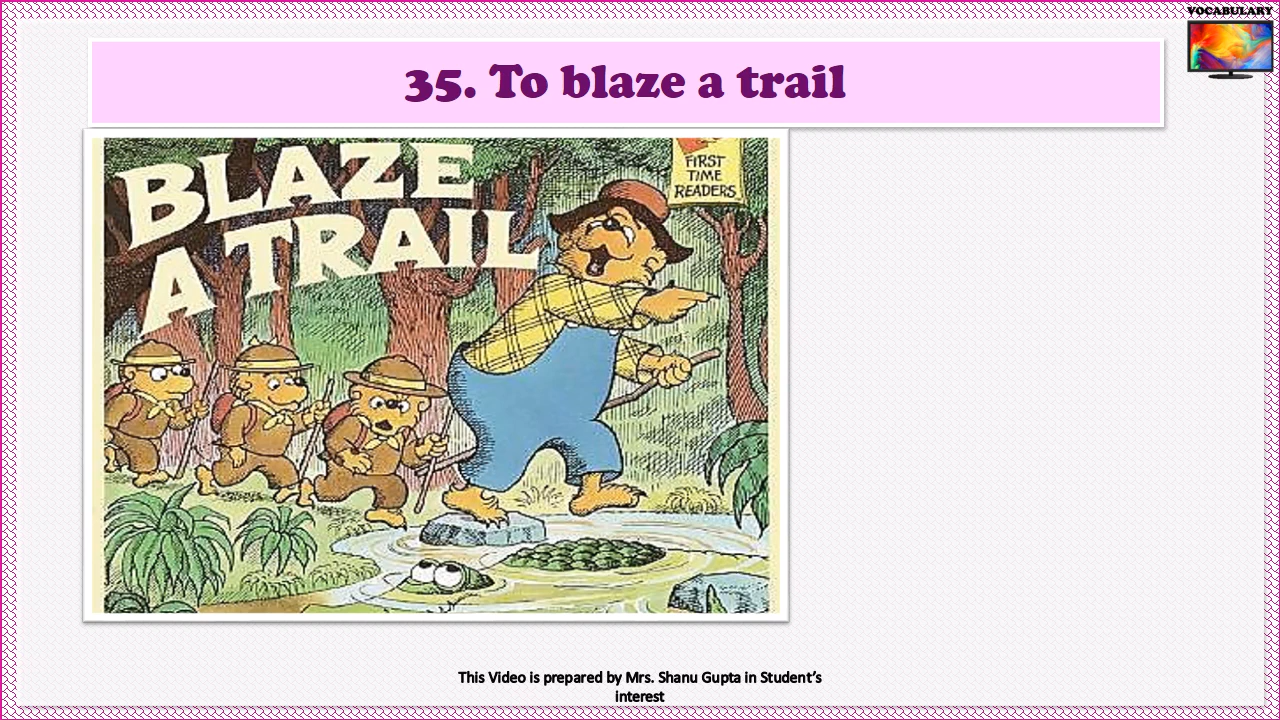 VOCABULARY
35. To blaze a trail
BLAZE
A TRAIL
FIRST
TIME
READERS
This Video is prepared by Mrs. Shanu Gupta in Student’s
interest